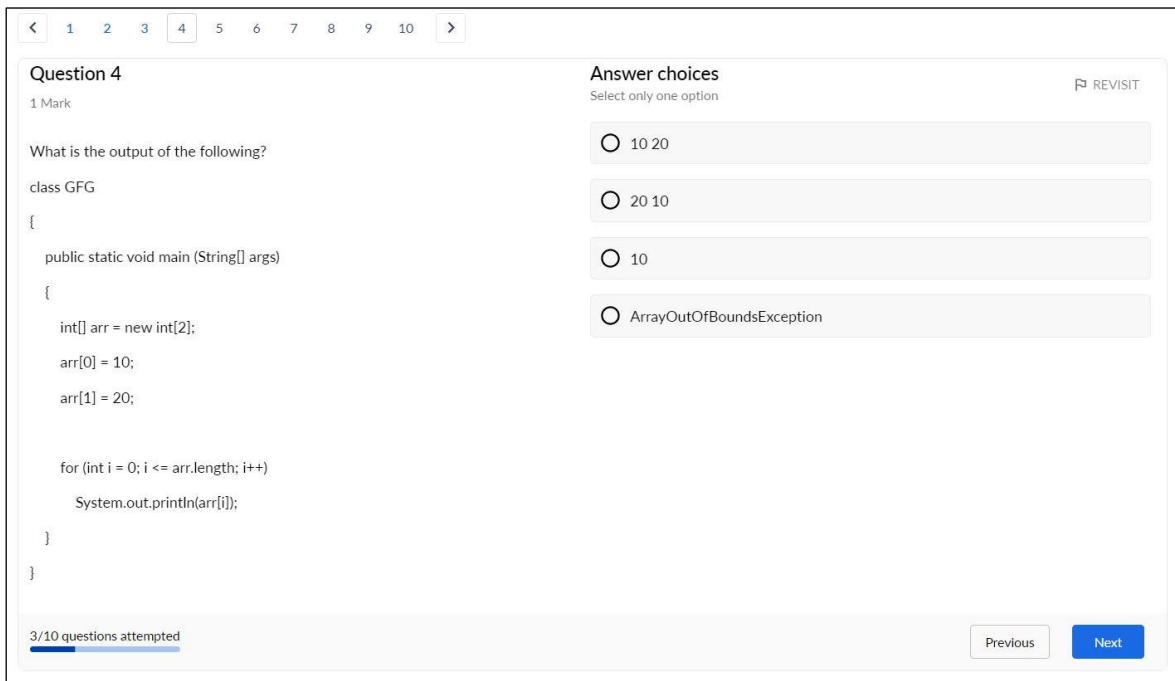 1 2 3 4 5 6 7 8 9 10
Question 4
1 Mark
What is the output of the following?
class GFG
{
public static void main (String[] args)
{
int[] arr = new int[2];
arr[0] = 10;
arr[1] = 20;
for (int i = 0; i <= arr.length; i++)
System.out.println(arr[i]);
}
}
Answer choices
Select only one option
REVISIT
10 20
20 10
10
ArrayOutOfBoundsException
3/10 questions attempted
Previous
Next